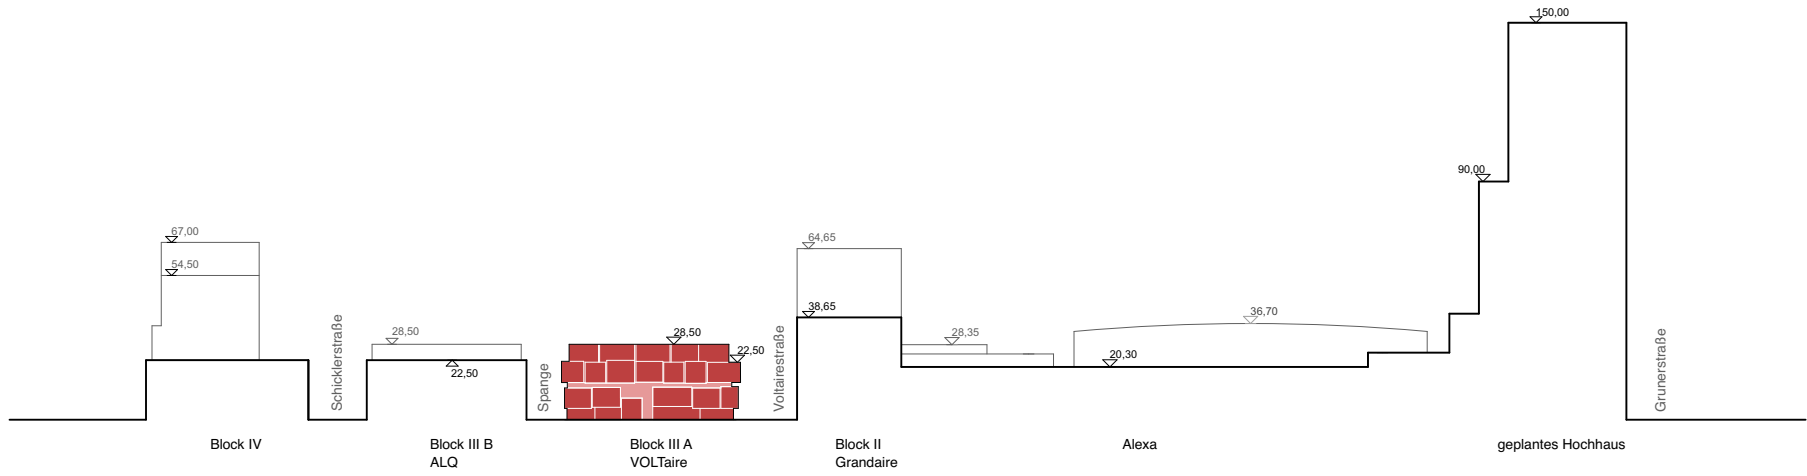 150,00
90,00
67,00
54,50
64,65
38,65
28,50
22,50
28,50
22,50
28,35
36,70
20,30
Schicklerstraße
Spange
Voltairestraße
Grunerstraße
Block IV
Block III B
ALQ
Block III A
VOLTaire
Block II
Grandaire
Alexa
geplantes Hochhaus